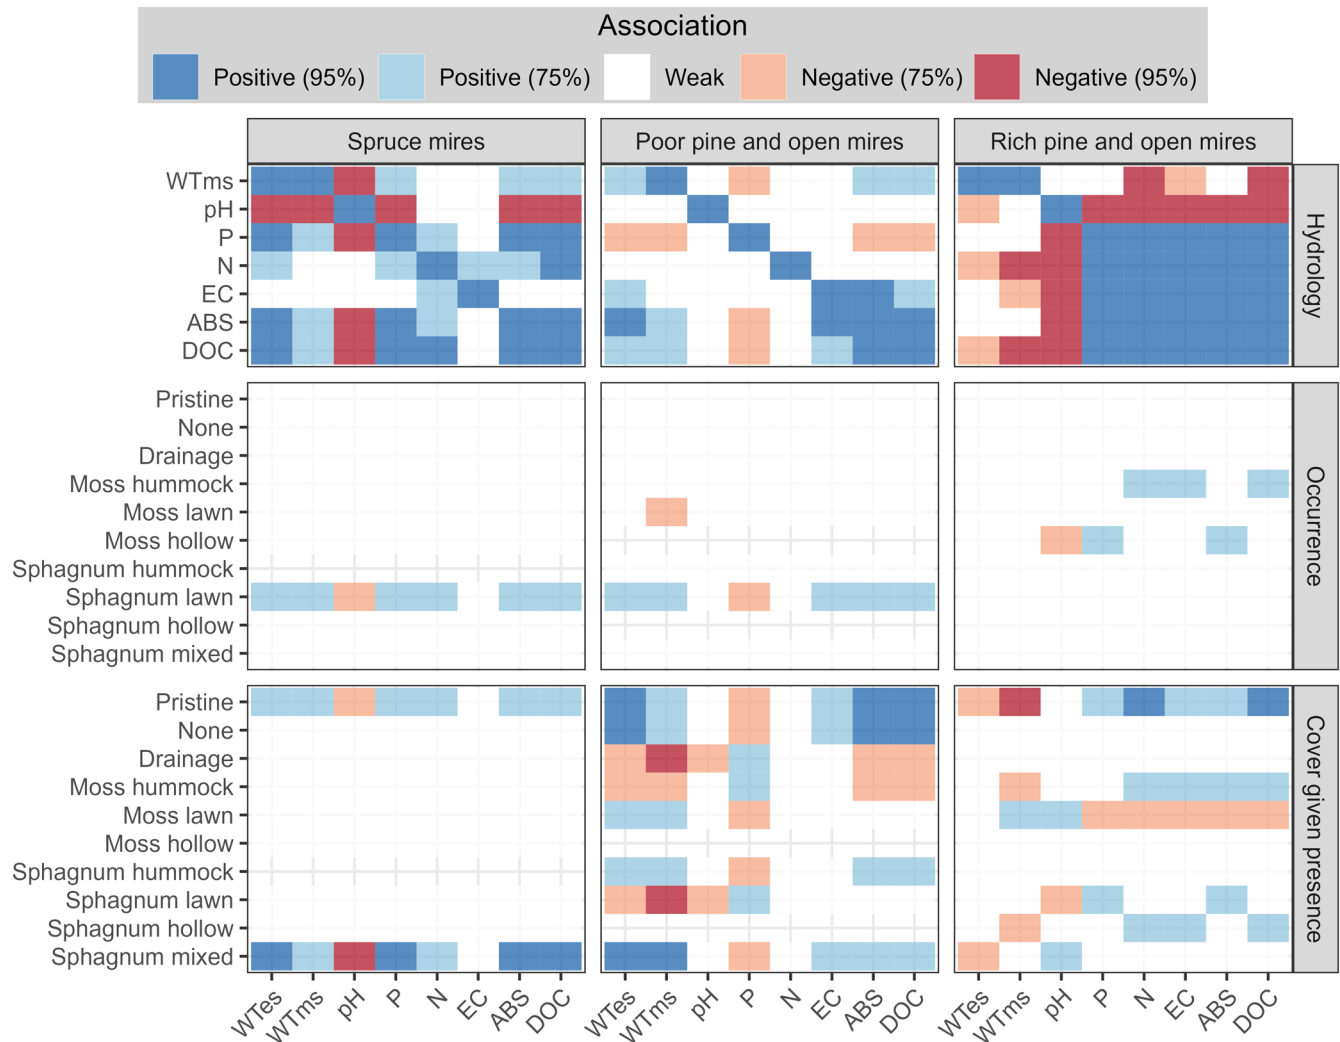 Association
Positive (95%) Positive (75%) Weak Negative (75%) Negative (95%)
Spruce mires Poor pine and open mires Rich pine and open mires
WTms
pH
P
N
EC
ABS
DOC
Hydrology
Pristine
None
Drainage
Moss hummock
Moss lawn
Moss hollow
Sphagnum hummock
Sphagnum lawn
Sphagnum hollow
Sphagnum mixed
Occurrence
Pristine
None
Drainage
Moss hummock
Moss lawn
Moss hollow
Sphagnum hummock
Sphagnum lawn
Sphagnum hollow
Sphagnum mixed
Cover given presence
WTes WTms pH P N EC ABS DOC WTes WTms pH P N EC ABS DOC WTes WTms pH P N EC ABS DOC